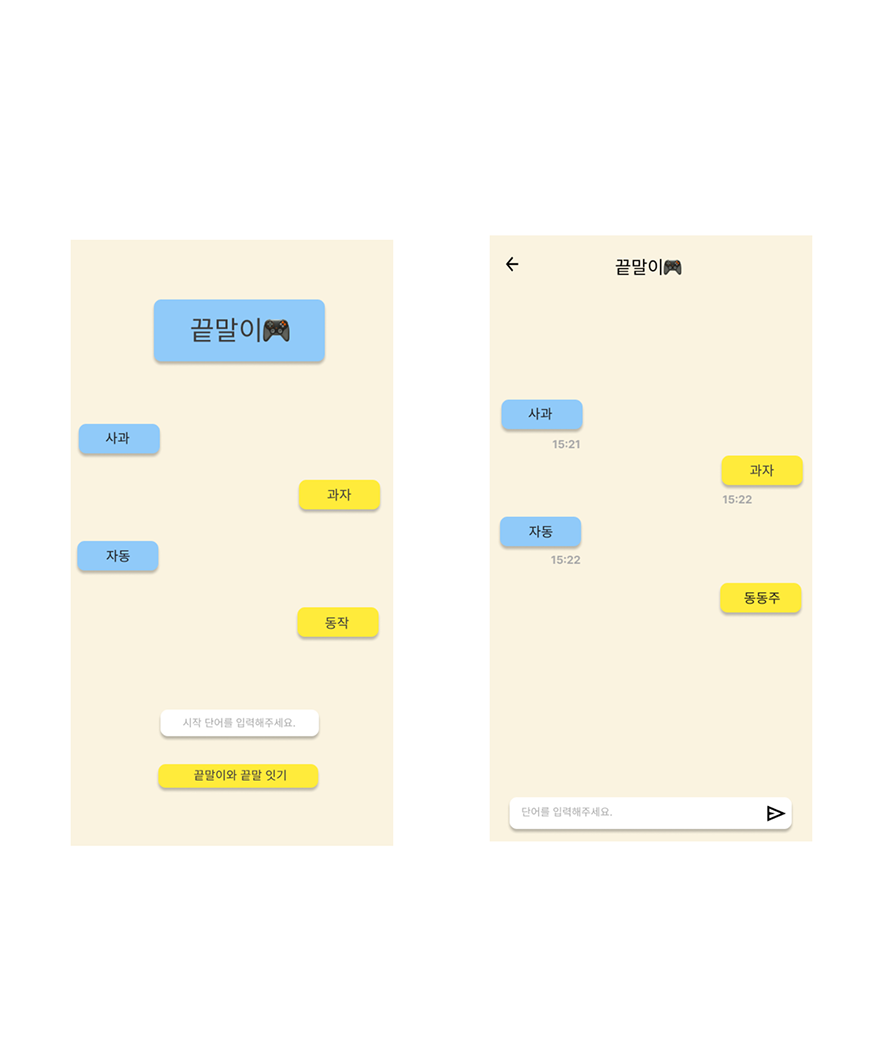 끝말이🎮
사과
과자
자동
동작
시작 단어를 입력해주세요.
끝말이와 끝말 잇기
끝말이🎮
사과
15:21
과자
15:22
자동
15:22
동동주
단어를 입력해주세요.